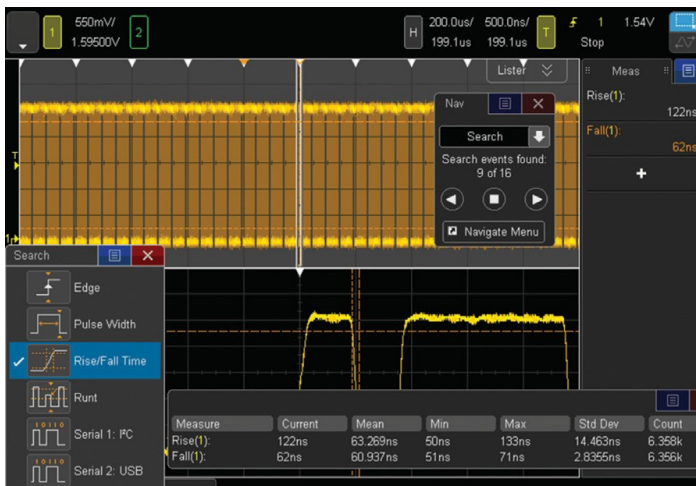 1 550mV/ 2 H 200.0us/ 500.0ns/ T 1 1.54V
1.59500V 199.1us 199.1us Stop
Lister
Meas
Rise(1):
122ns
Fall(1):
62ns
+
Nav
Search
Search events found:
9 of 16
Navigate Menu
T
1
Search
Edge
Pulse Width
Rise/Fall Time
Runt
Serial 1: I²C
Serial 2: USB
Measure Current Mean Min Max Std Dev Count
Rise(1): 122ns 63.269ns 50ns 133ns 14.463ns 6.358k
Fall(1): 62ns 60.937ns 51ns 71ns 2.8355ns 6.356k